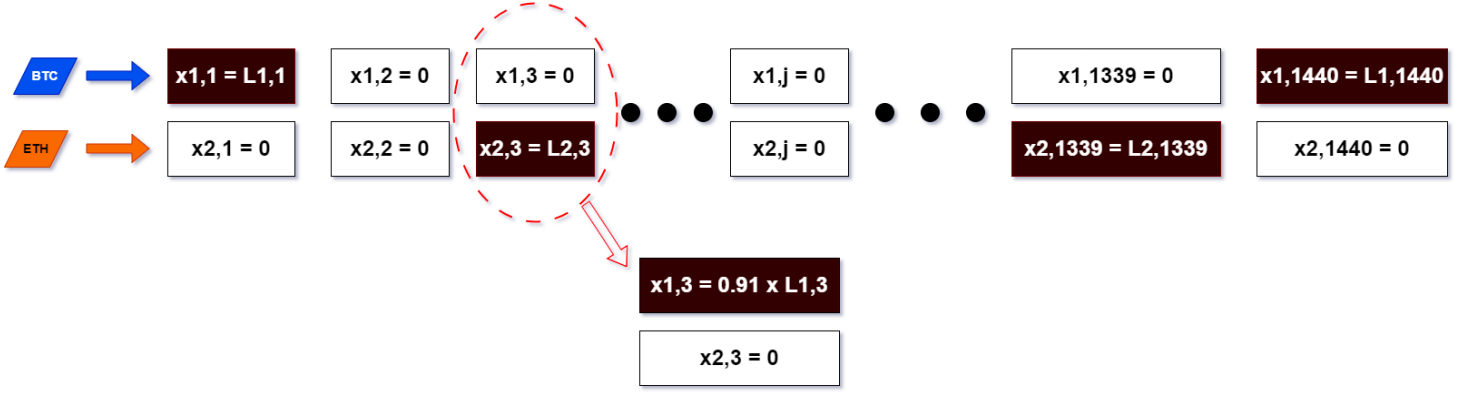 BTC
x1,1 = L1,1
x1,2 = 0
x1,3 = 0
x1,j = 0
x1,1339 = 0
x1,1440 = L1,1440
ETH
x2,1 = 0
x2,2 = 0
x2,3 = L2,3
x2,j = 0
x2,1339 = L2,1339
x2,1440 = 0
x1,3 = 0.91 x L1,3
x2,3 = 0